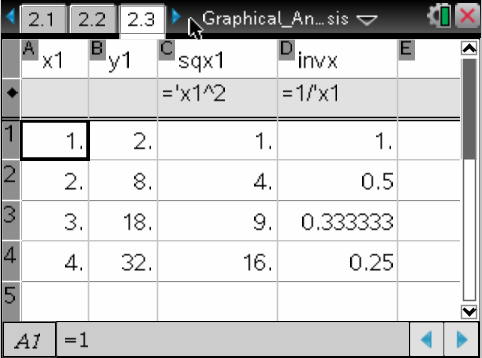 2.1 2.2 2.3 Graphical_An...sis
A x1 B y1 C sqx1 D invx E
='x1^2 =1/'x1
1 1. 2. 1. 1.
2 2. 8. 4. 0.5
3 3. 18. 9. 0.333333
4 4. 32. 16. 0.25
5
A1 =1